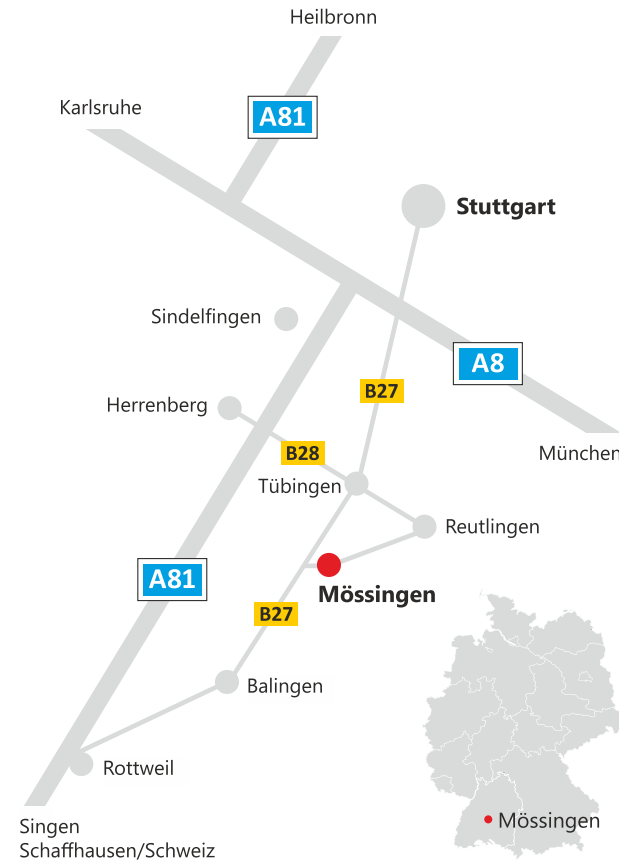 Heilbronn
Karlsruhe
A81
Stuttgart
Sindelfingen
A8
B27
Herrenberg
München
B28
Tübingen
Reutlingen
A81
Mössingen
B27
Balingen
Rottweil
Mössingen
Singen
Schaffhausen/Schweiz